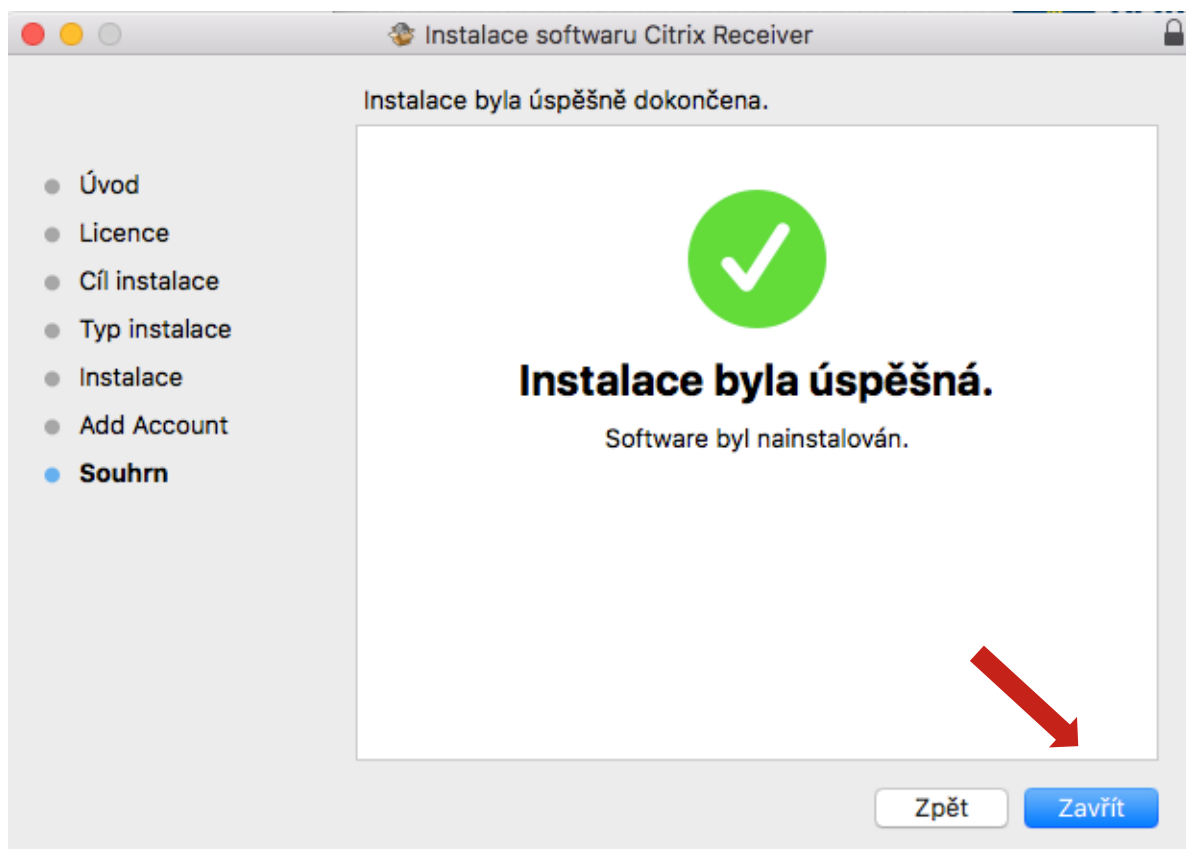 Instalace softwaru Citrix Receiver
Instalace byla úspěšně dokončena.
Úvod
Licence
Cíl instalace
Typ instalace
Instalace
Add Account
Souhrn
Instalace byla úspěšná.
Software byl nainstalován.
Zpět
Zavřít